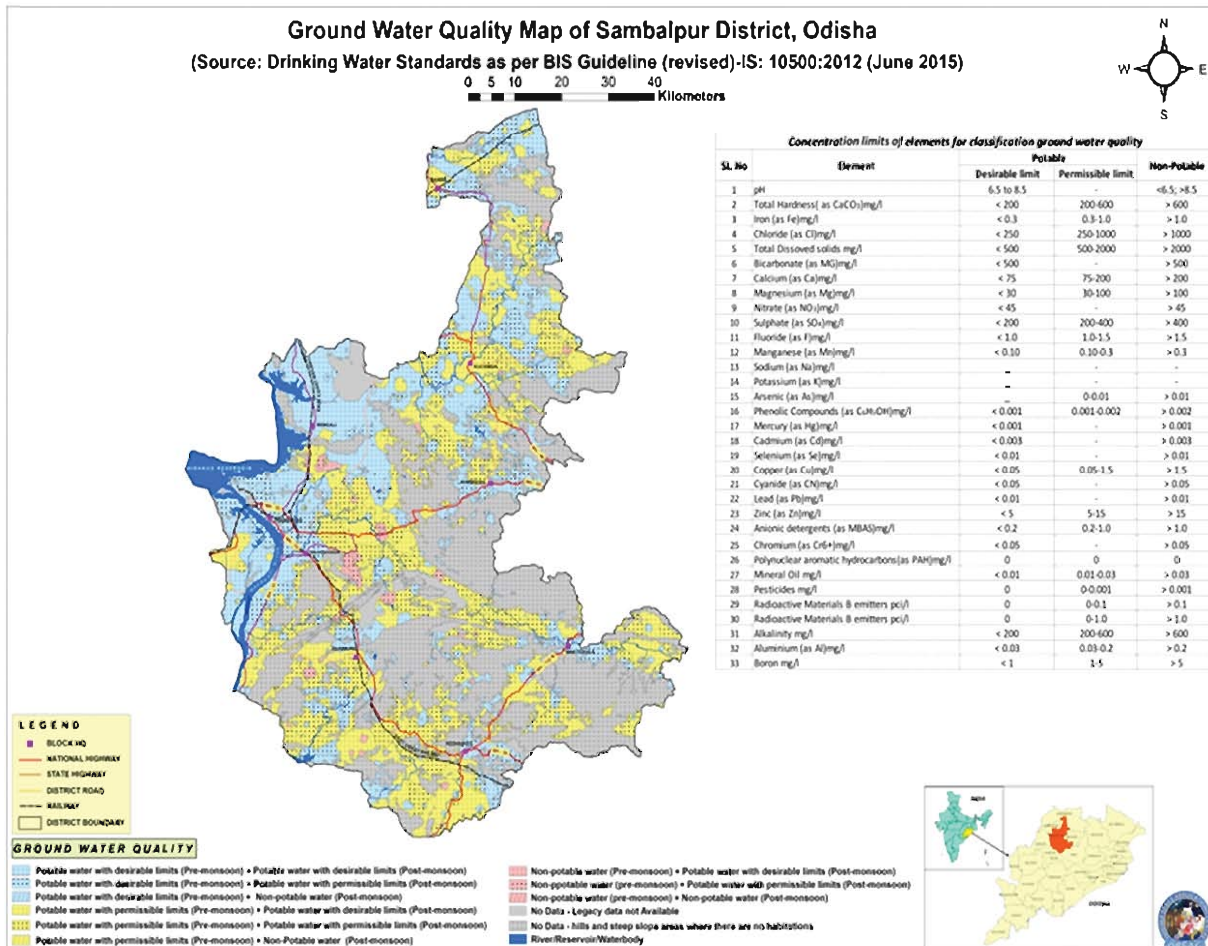 Ground Water Quality Map of Sambalpur District, Odisha
(Source: Drinking Water Standards as per BIS Guideline (revised)-IS: 10500:2012 (June 2015)
0 5 10 20 30 40
Kilometers
N
W E
S
Concentration limits of elements for classification ground water quality
Sl. No Element Potable Non-Potable
Desirable limit Permissible limit
1 pH 6.5 to 8.5 - <6.5; >8.5
2 Total Hardness( as CaCO₃)mg/l < 200 200-600 > 600
3 Iron (as Fe)mg/l < 0.3 0.3-1.0 > 1.0
4 Chloride (as Cl)mg/l < 250 250-1000 > 1000
5 Total Dissoved solids mg/l < 500 500-2000 > 2000
6 Bicarbonate (as MG)mg/l < 500 - > 500
7 Calcium (as Ca)mg/l < 75 75-200 > 200
8 Magnesium (as Mg)mg/l < 30 30-100 > 100
9 Nitrate (as NO₃)mg/l < 45 - > 45
10 Sulphate (as SO₄)mg/l < 200 200-400 > 400
11 Fluoride (as F)mg/l < 1.0 1.0-1.5 > 1.5
12 Manganese (as Mn)mg/l < 0.10 0.10-0.3 > 0.3
13 Sodium (as Na)mg/l _ - -
14 Potassium (as K)mg/l _ - -
15 Arsenic (as As)mg/l _ 0-0.01 > 0.01
16 Phenolic Compounds (as C₆H₅OH)mg/l < 0.001 0.001-0.002 > 0.002
17 Mercury (as Hg)mg/l < 0.001 - > 0.001
18 Cadmium (as Cd)mg/l < 0.003 - > 0.003
19 Selenium (as Se)mg/l < 0.01 - > 0.01
20 Copper (as Cu)mg/l < 0.05 0.05-1.5 > 1.5
21 Cyanide (as CN)mg/l < 0.05 - > 0.05
22 Lead (as Pb)mg/l < 0.01 - > 0.01
23 Zinc (as Zn)mg/l < 5 5-15 > 15
24 Anionic detergents (as MBAS)mg/l < 0.2 0.2-1.0 > 1.0
25 Chromium (as Cr6+)mg/l < 0.05 - > 0.05
26 Polynuclear aromatic hydrocarbons(as PAH)mg/l 0 0 0
27 Mineral Oil mg/l < 0.01 0.01-0.03 > 0.03
28 Pesticides mg/l 0 0-0.001 > 0.001
29 Radioactive Materials B emitters pci/l 0 0-0.1 > 0.1
30 Radioactive Materials B emitters pci/l 0 0-1.0 > 1.0
31 Alkalinity mg/l < 200 200-600 > 600
32 Aluminium (as Al)mg/l < 0.03 0.03-0.2 > 0.2
33 Boron mg/l < 1 1-5 > 5
HIRAKUD RESERVOIR
LEGEND
BLOCK HQ
NATIONAL HIGHWAY
STATE HIGHWAY
DISTRICT ROAD
RAILWAY
DISTRICT BOUNDARY
GROUND WATER QUALITY
Potable water with desirable limits (Pre-monsoon) • Potable water with desirable limits (Post-monsoon)
Potable water with desirable limits (Pre-monsoon) • Potable water with permissible limits (Post-monsoon)
Potable water with desirable limits (Pre-monsoon) • Non-potable water (Post-monsoon)
Potable water with permissible limits (Pre-monsoon) • Potable water with desirable limits (Post-monsoon)
Potable water with permissible limits (Pre-monsoon) • Potable water with permissible limits (Post-monsoon)
Potable water with permissible limits (Pre-monsoon) • Non-Potable water (Post-monsoon)
Non-potable water (Pre-monsoon) • Potable water with desirable limits (Post-monsoon)
Non-ppotable water (pre-monsoon) • Potable water with permissible limits (Post-monsoon)
Non-potable water (pre-monsoon) • Non-potable water (Post-monsoon)
No Data - Legacy data not Available
No Data - hills and steep slope areas where there are no habitations
River/Reservoir/Waterbody
INDIA
ODISHA